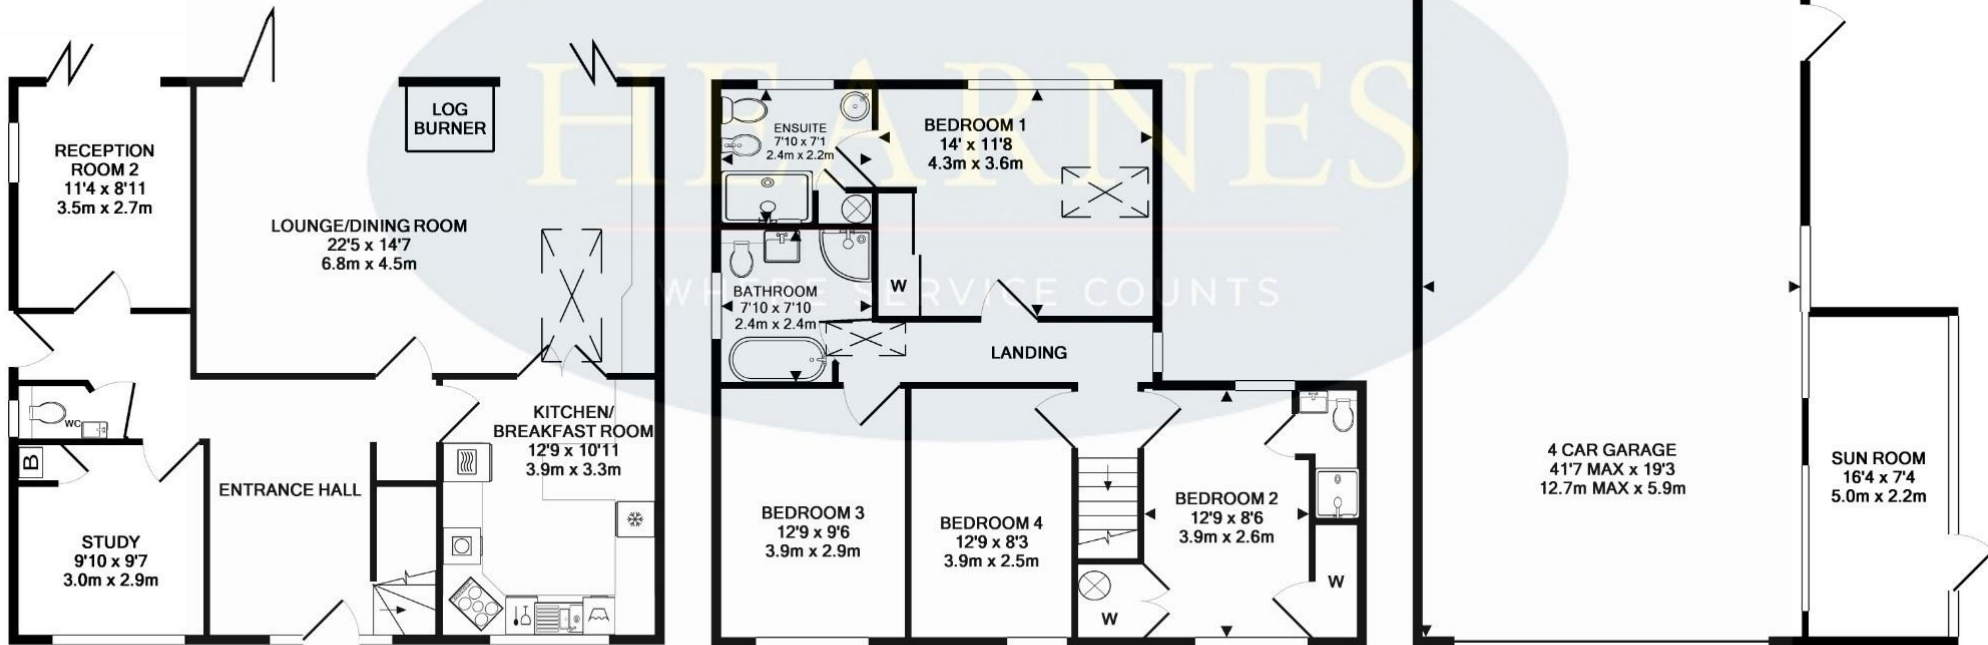 HEARNES
WHERE SERVICE COUNTS
RECEPTION
ROOM 2
11'4 x 8'11
3.5m x 2.7m
LOG
BURNER
LOUNGE/DINING ROOM
22'5 x 14'7
6.8m x 4.5m
WC
B
STUDY
9'10 x 9'7
3.0m x 2.9m
ENTRANCE HALL
KITCHEN/
BREAKFAST ROOM
12'9 x 10'11
3.9m x 3.3m
ENSUITE
7'10 x 7'1
2.4m x 2.2m
BEDROOM 1
14' x 11'8
4.3m x 3.6m
W
BATHROOM
7'10 x 7'10
2.4m x 2.4m
LANDING
BEDROOM 3
12'9 x 9'6
3.9m x 2.9m
BEDROOM 4
12'9 x 8'3
3.9m x 2.5m
BEDROOM 2
12'9 x 8'6
3.9m x 2.6m
W
W
4 CAR GARAGE
41'7 MAX x 19'3
12.7m MAX x 5.9m
SUN ROOM
16'4 x 7'4
5.0m x 2.2m